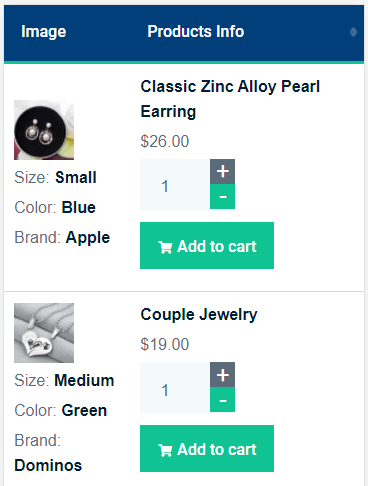 Image Products Info
Classic Zinc Alloy Pearl
Earring
$26.00
Size: Small
Color: Blue
Brand: Apple
1 +
-
Add to cart
Couple Jewelry
$19.00
Size: Medium
Color: Green
Brand:
Dominos
1 +
-
Add to cart